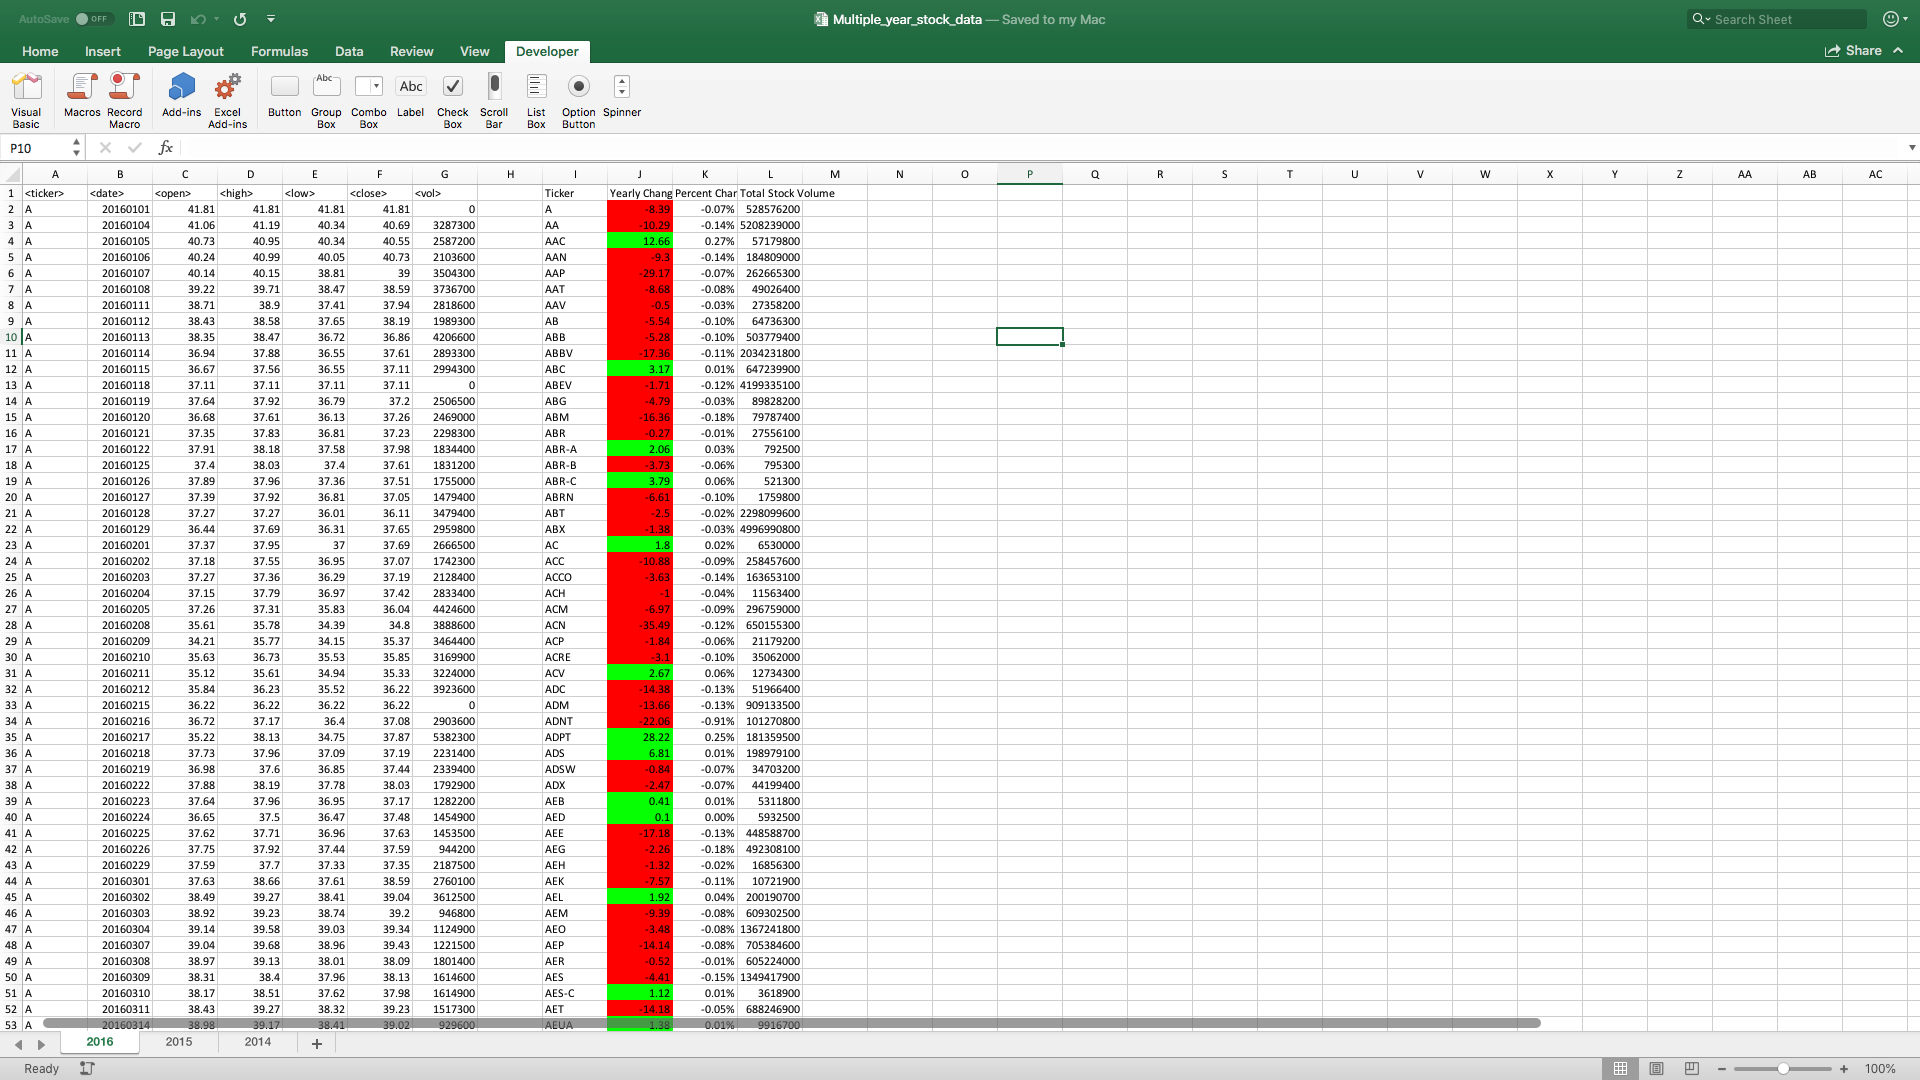 AutoSave OFF
Multiple_year_stock_data — Saved to my Mac
Search Sheet
Home Insert Page Layout Formulas Data Review View Developer
Share
Visual Basic Macros Record Macro Add-ins Excel Add-ins Button Group Box Combo Box Label Check Box Scroll Bar List Box Option Button Spinner
Abc Abc
P10 fx
A B C D E F G H I J K L M N O P Q R S T U V W X Y Z AA AB AC
1 <ticker> <date> <open> <high> <low> <close> <vol> Ticker Yearly Chang Percent Char Total Stock Volume
2 A 20160101 41.81 41.81 41.81 41.81 0 A -8.39 -0.07% 528576200
3 A 20160104 41.06 41.19 40.34 40.69 3287300 AA -10.29 -0.14% 5208239000
4 A 20160105 40.73 40.95 40.34 40.55 2587200 AAC 12.66 0.27% 57179800
5 A 20160106 40.24 40.99 40.05 40.73 2103600 AAN -9.3 -0.14% 184809000
6 A 20160107 40.14 40.15 38.81 39 3504300 AAP -29.17 -0.07% 262665300
7 A 20160108 39.22 39.71 38.47 38.59 3736700 AAT -8.68 -0.08% 49026400
8 A 20160111 38.71 38.9 37.41 37.94 2818600 AAV -0.5 -0.03% 27358200
9 A 20160112 38.43 38.58 37.65 38.19 1989300 AB -5.54 -0.10% 64736300
10 A 20160113 38.35 38.47 36.72 36.86 4206600 ABB -5.28 -0.10% 503779400
11 A 20160114 36.94 37.88 36.55 37.61 2893300 ABBV -17.36 -0.11% 2034231800
12 A 20160115 36.67 37.56 36.55 37.11 2994300 ABC 3.17 0.01% 647239900
13 A 20160118 37.11 37.11 37.11 37.11 0 ABEV -1.71 -0.12% 4199335100
14 A 20160119 37.64 37.92 36.79 37.2 2506500 ABG -4.79 -0.03% 89828200
15 A 20160120 36.68 37.61 36.13 37.26 2469000 ABM -16.36 -0.18% 79787400
16 A 20160121 37.35 37.83 36.81 37.23 2298300 ABR -0.27 -0.01% 27556100
17 A 20160122 37.91 38.18 37.58 37.98 1834400 ABR-A 2.06 0.03% 792500
18 A 20160125 37.4 38.03 37.4 37.61 1831200 ABR-B -3.73 -0.06% 795300
19 A 20160126 37.89 37.96 37.36 37.51 1755000 ABR-C 3.79 0.06% 521300
20 A 20160127 37.39 37.92 36.81 37.05 1479400 ABRN -6.61 -0.10% 1759800
21 A 20160128 37.27 37.27 36.01 36.11 3479400 ABT -2.5 -0.02% 2298099600
22 A 20160129 36.44 37.69 36.31 37.65 2959800 ABX -1.38 -0.03% 4996990800
23 A 20160201 37.37 37.95 37 37.69 2666500 AC 1.8 0.02% 6530000
24 A 20160202 37.18 37.55 36.95 37.07 1742300 ACC -10.88 -0.09% 258457600
25 A 20160203 37.27 37.36 36.29 37.19 2128400 ACCO -3.63 -0.14% 163653100
26 A 20160204 37.15 37.79 36.97 37.42 2833400 ACH -1 -0.04% 11563400
27 A 20160205 37.26 37.31 35.83 36.04 4424600 ACM -6.97 -0.09% 296759000
28 A 20160208 35.61 35.78 34.39 34.8 3888600 ACN -35.49 -0.12% 650155300
29 A 20160209 34.21 35.77 34.15 35.37 3464400 ACP -1.84 -0.06% 21179200
30 A 20160210 35.63 36.73 35.53 35.85 3169900 ACRE -3.1 -0.10% 35062000
31 A 20160211 35.12 35.61 34.94 35.33 3224000 ACV 2.67 0.06% 12734300
32 A 20160212 35.84 36.23 35.52 36.22 3923600 ADC -14.38 -0.13% 51966400
33 A 20160215 36.22 36.22 36.22 36.22 0 ADM -13.66 -0.13% 909133500
34 A 20160216 36.72 37.17 36.4 37.08 2903600 ADNT -22.06 -0.91% 101270800
35 A 20160217 35.22 38.13 34.75 37.87 5382300 ADPT 28.22 0.25% 181359500
36 A 20160218 37.73 37.96 37.09 37.19 2231400 ADS 6.81 0.01% 198979100
37 A 20160219 36.98 37.6 36.85 37.44 2339400 ADSW -0.84 -0.07% 34703200
38 A 20160222 37.88 38.19 37.78 38.03 1792900 ADX -2.47 -0.07% 44199400
39 A 20160223 37.64 37.96 36.95 37.17 1282200 AEB 0.41 0.01% 5311800
40 A 20160224 36.65 37.5 36.47 37.48 1454900 AED 0.1 0.00% 5932500
41 A 20160225 37.62 37.71 36.96 37.63 1453500 AEE -17.18 -0.13% 448588700
42 A 20160226 37.75 37.92 37.44 37.59 944200 AEG -2.26 -0.18% 492308100
43 A 20160229 37.59 37.7 37.33 37.35 2187500 AEH -1.32 -0.02% 16856300
44 A 20160301 37.63 38.66 37.61 38.59 2760100 AEK -7.57 -0.11% 10721900
45 A 20160302 38.49 39.27 38.41 39.04 3612500 AEL 1.92 0.04% 200190700
46 A 20160303 38.92 39.23 38.74 39.2 946800 AEM -9.39 -0.08% 609302500
47 A 20160304 39.14 39.58 39.03 39.34 1124900 AEO -3.48 -0.08% 1367241800
48 A 20160307 39.04 39.68 38.96 39.43 1221500 AEP -14.14 -0.08% 705384600
49 A 20160308 38.97 39.13 38.01 38.09 1801400 AER -0.52 -0.01% 605224000
50 A 20160309 38.31 38.4 37.96 38.13 1614600 AES -4.41 -0.15% 1349417900
51 A 20160310 38.17 38.51 37.62 37.98 1614900 AES-C 1.12 0.01% 3618900
52 A 20160311 38.43 39.27 38.32 39.23 1517300 AET -14.18 -0.05% 688246900
53 A 20160314 38.98 39.17 38.41 39.02 929600 AEUA 1.38 0.01% 9916700
2016 2015 2014
Ready 100%